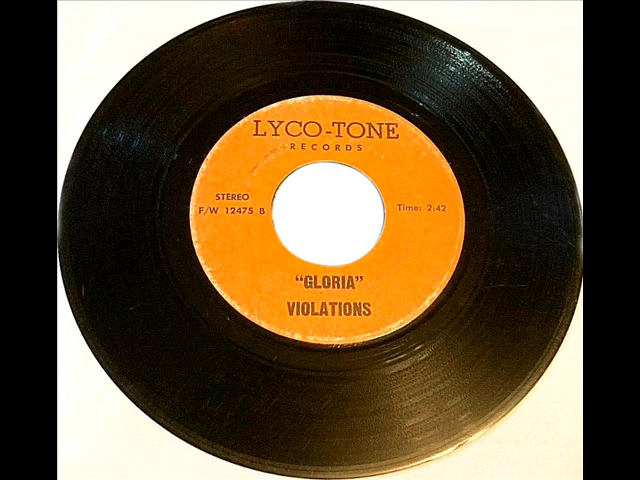 LYCO-TONE
RECORDS
STEREO
F/W 12475 B
Time: 2:42
"GLORIA"
VIOLATIONS